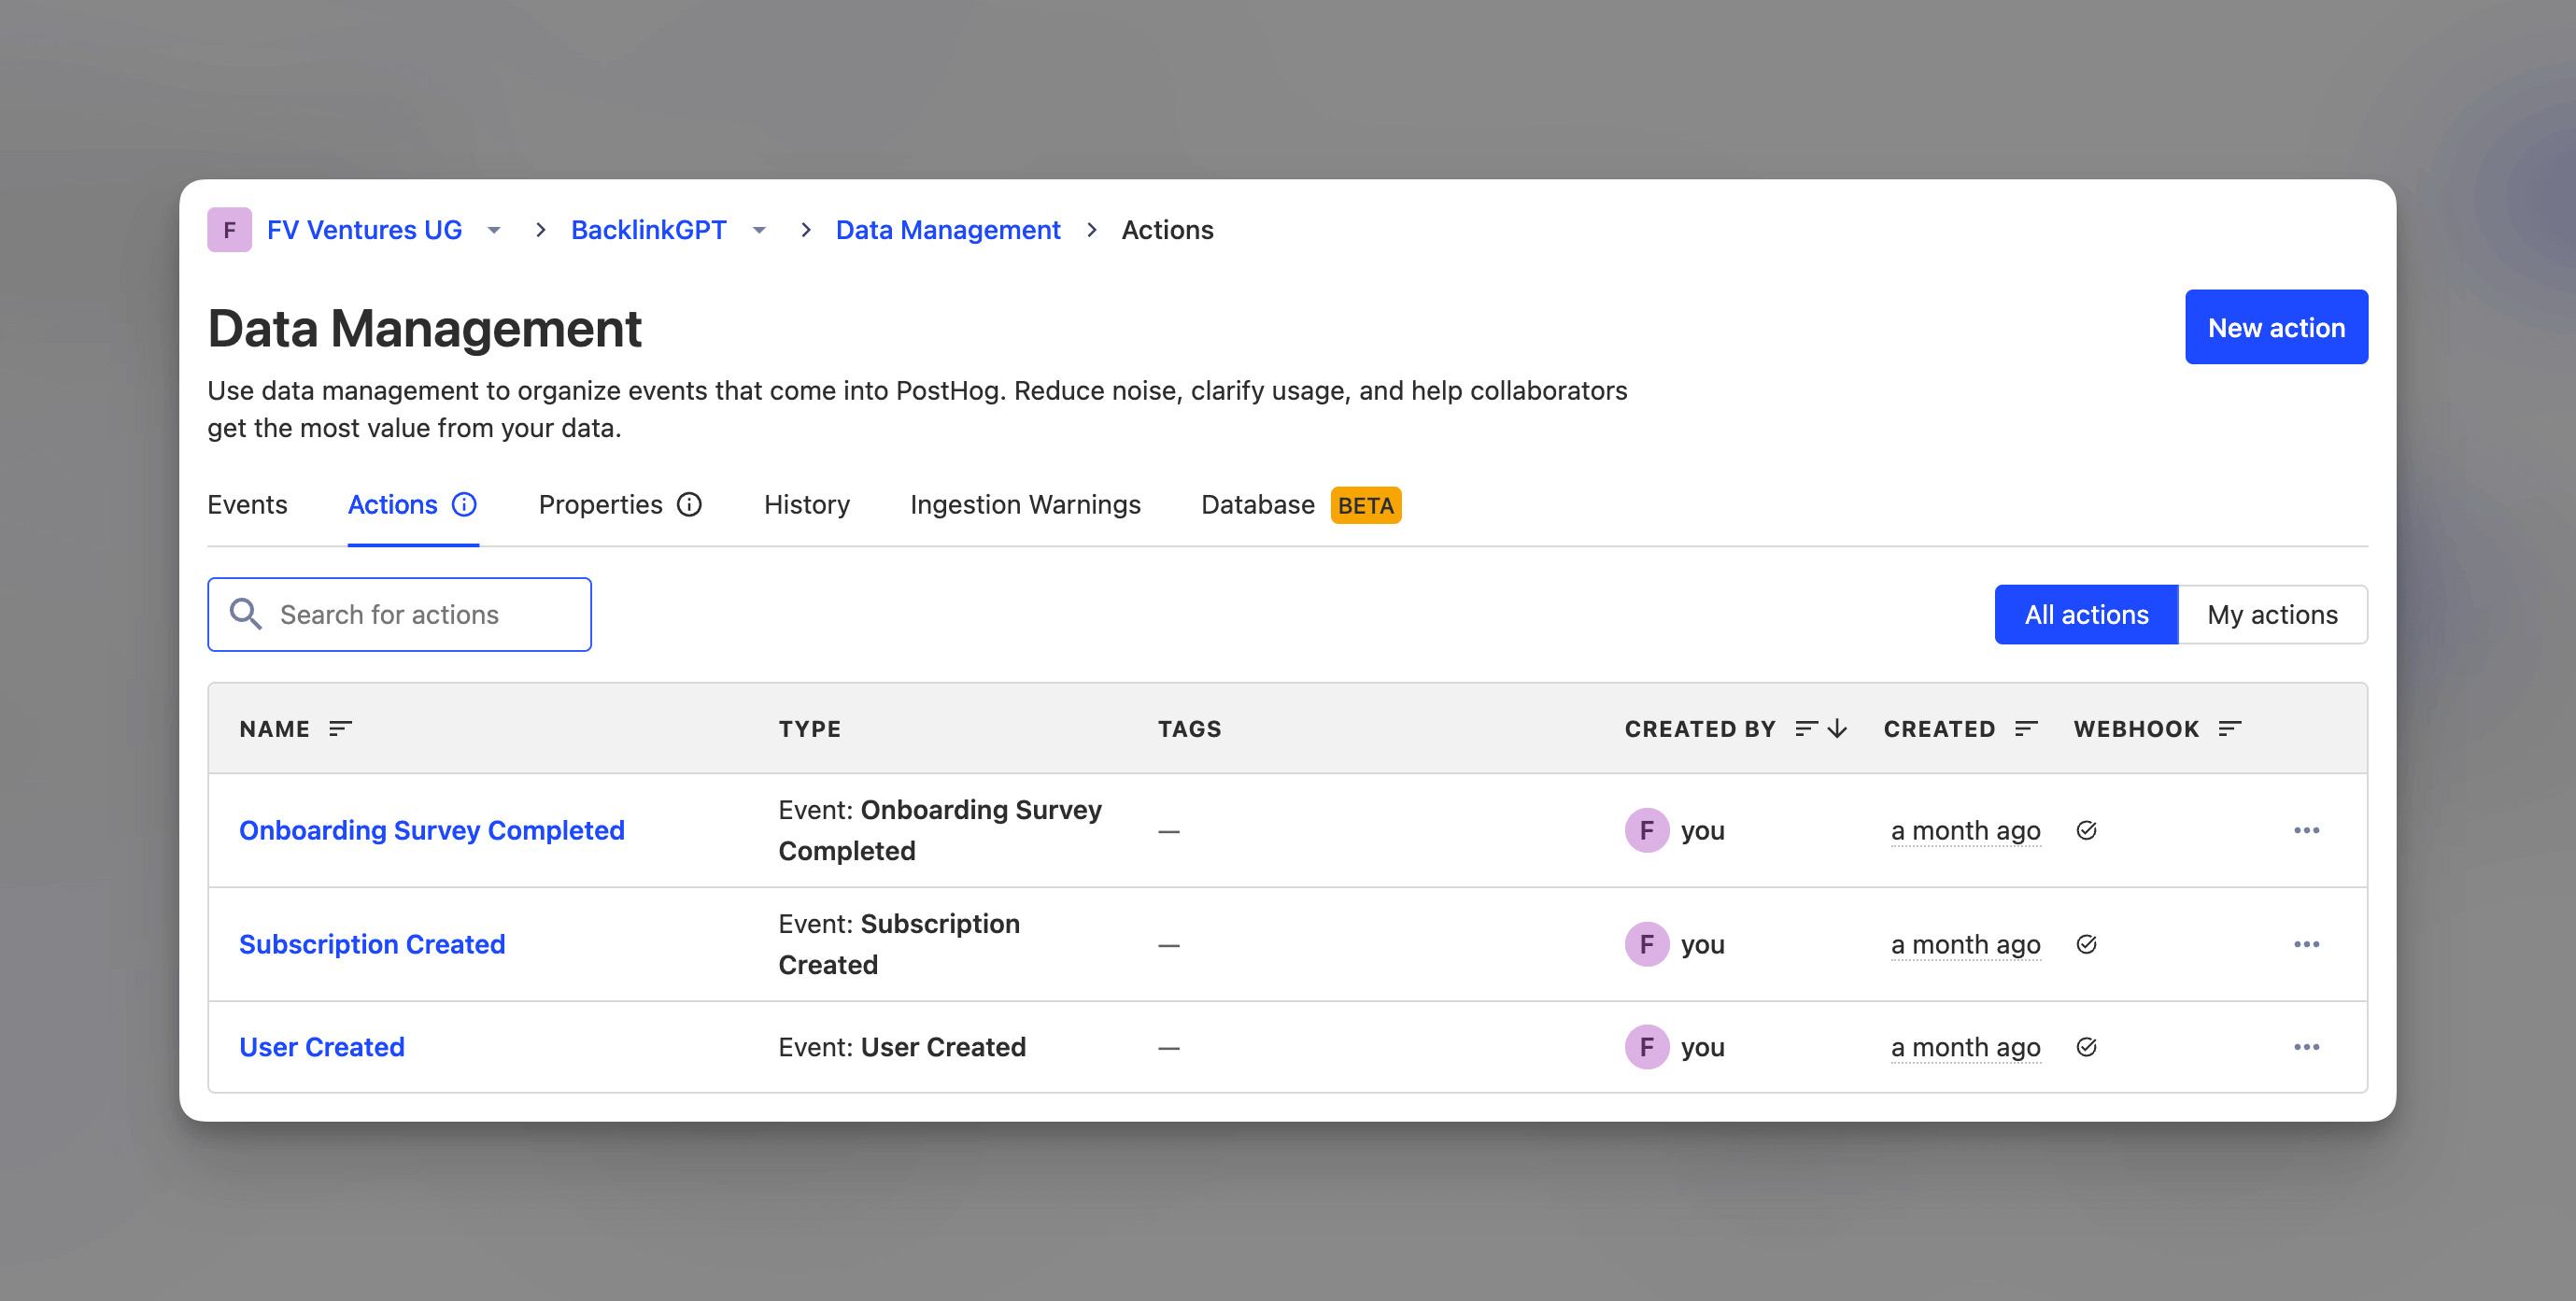 F FV Ventures UG > BacklinkGPT > Data Management > Actions
Data Management
New action
Use data management to organize events that come into PostHog. Reduce noise, clarify usage, and help collaborators
get the most value from your data.
Events Actions Properties History Ingestion Warnings Database BETA
Search for actions
All actions My actions
NAME TYPE TAGS CREATED BY CREATED WEBHOOK
Onboarding Survey Completed Event: Onboarding Survey
Completed — F you a month ago
Subscription Created Event: Subscription
Created — F you a month ago
User Created Event: User Created — F you a month ago